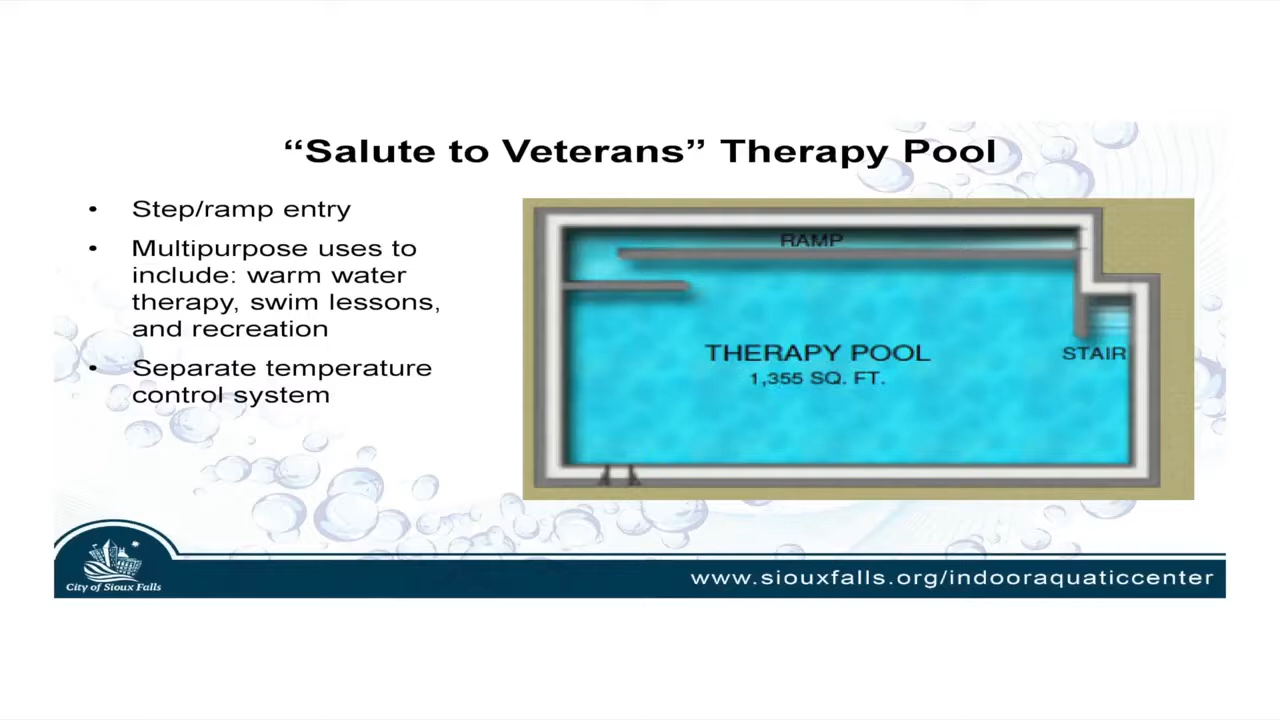 “Salute to Veterans” Therapy Pool
• Step/ramp entry
• Multipurpose uses to
include: warm water
therapy, swim lessons,
and recreation
• Separate temperature
control system
RAMP
THERAPY POOL
1,355 SQ. FT.
STAIR
City of Sioux Falls
www.siouxfalls.org/indooraquaticcenter